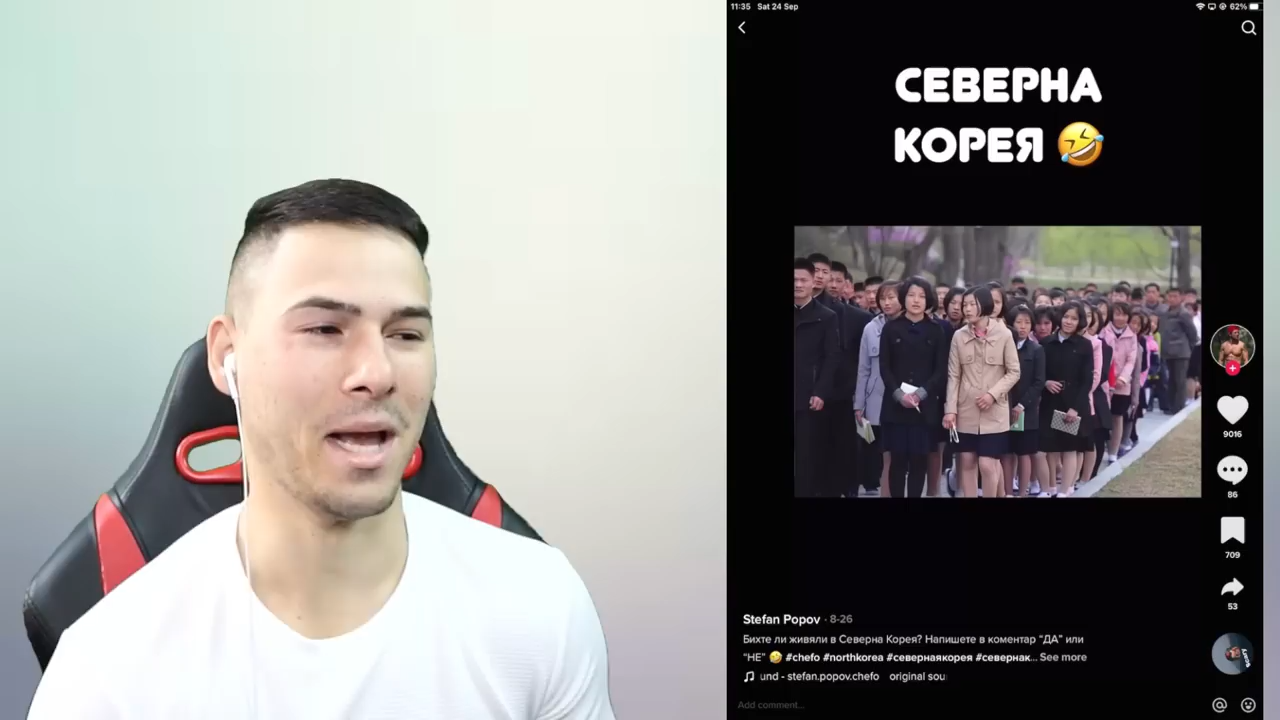 11:35 Sat 24 Sep
62%
СЕВЕРНА
КОРЕЯ 🤣
9016
86
709
53
Stefan Popov · 8-26
Бихте ли живяли в Северна Корея? Напишете в коментар “ДА” или
“НЕ” 🤣 #chefo #northkorea #севернаякорея #севернак... See more
und - stefan.popov.chefo original sou
Add comment...